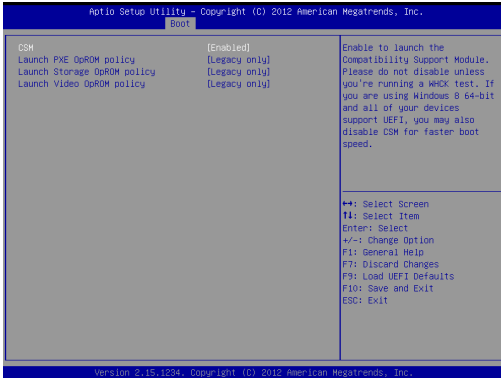 Aptio Setup Utility – Copyright (C) 2012 American Megatrends, Inc.
Boot
CSM [Enabled]
Launch PXE OpROM policy [Legacy only]
Launch Storage OpROM policy [Legacy only]
Launch Video OpROM policy [Legacy only]
Enable to launch the
Compatibility Support Module.
Please do not disable unless
you're running a WHCK test. If
you are using Windows 8 64-bit
and all of your devices
support UEFI, you may also
disable CSM for faster boot
speed.
↔: Select Screen
↑↓: Select Item
Enter: Select
+/-: Change Option
F1: General Help
F7: Discard Changes
F9: Load UEFI Defaults
F10: Save and Exit
ESC: Exit
Version 2.15.1234. Copyright (C) 2012 American Megatrends, Inc.